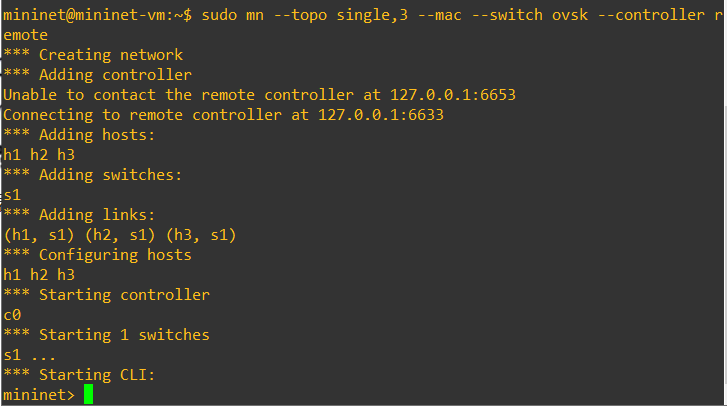 mininet@mininet-vm:~$ sudo mn --topo single,3 --mac --switch ovsk --controller r
emote
*** Creating network
*** Adding controller
Unable to contact the remote controller at 127.0.0.1:6653
Connecting to remote controller at 127.0.0.1:6633
*** Adding hosts:
h1 h2 h3
*** Adding switches:
s1
*** Adding links:
(h1, s1) (h2, s1) (h3, s1)
*** Configuring hosts
h1 h2 h3
*** Starting controller
c0
*** Starting 1 switches
s1 ...
*** Starting CLI:
mininet>